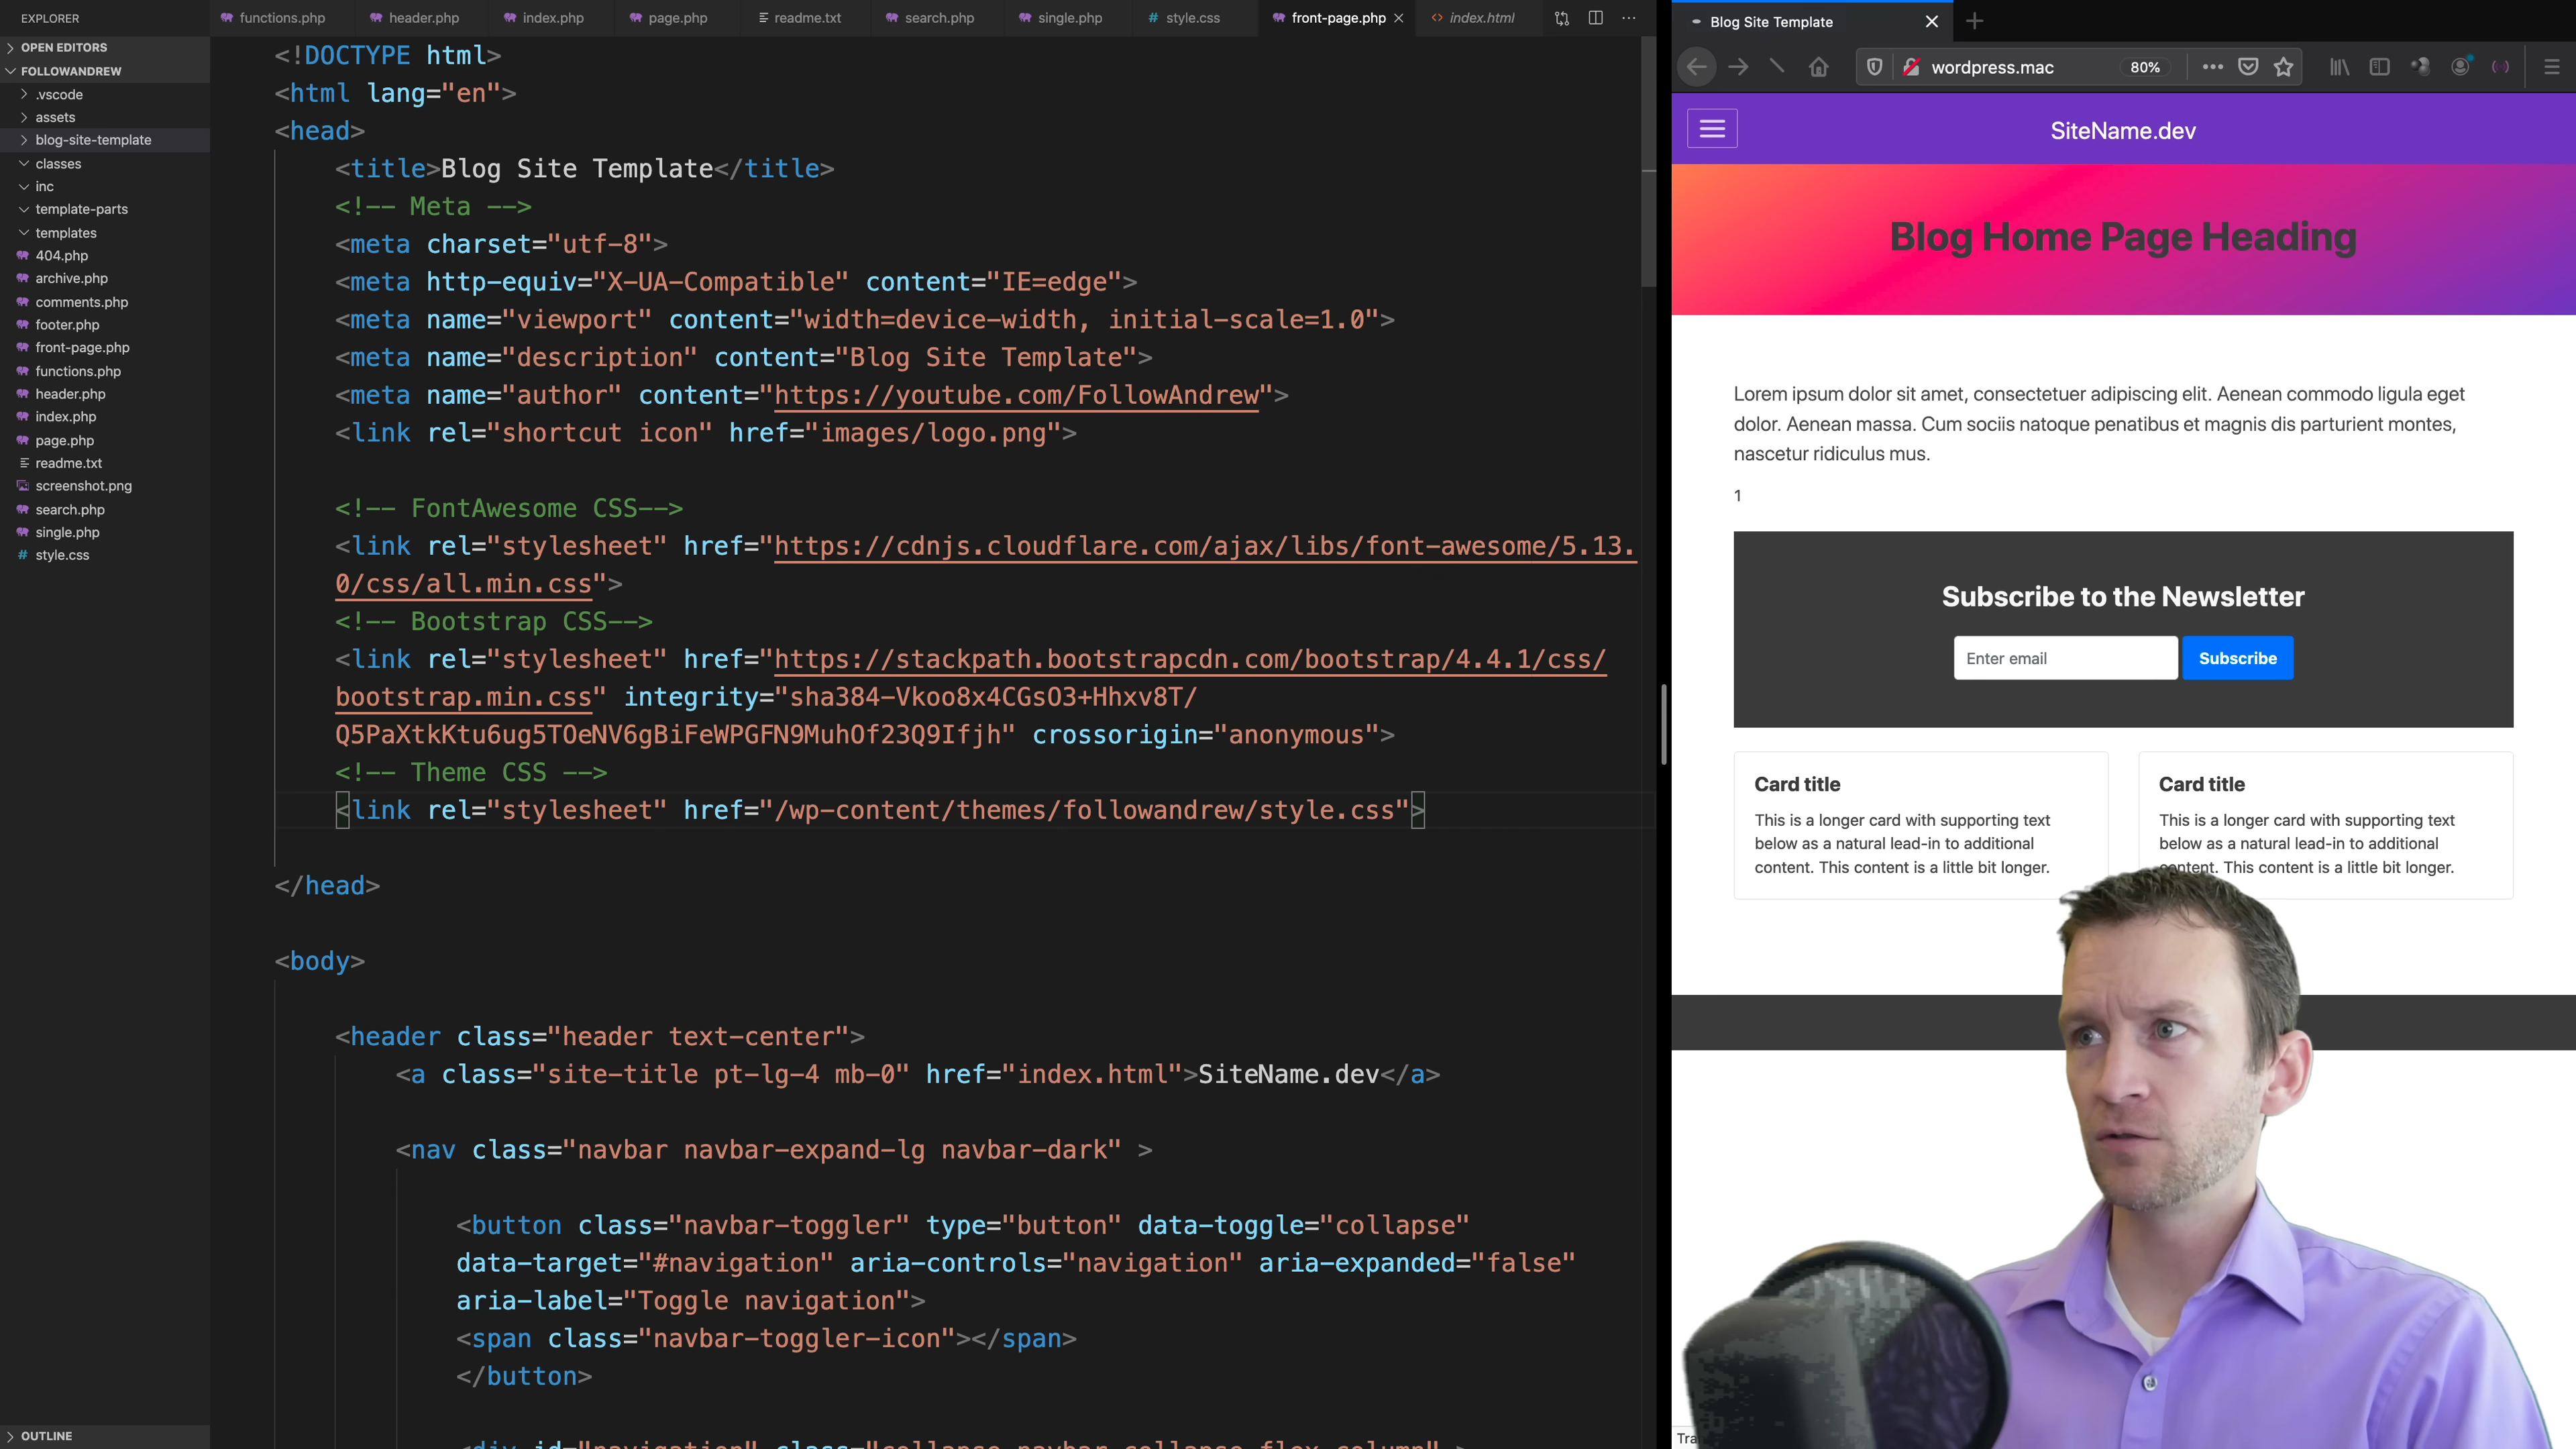 EXPLORER
OPEN EDITORS
FOLLOWANDREW
.vscode
assets
blog-site-template
classes
inc
template-parts
templates
404.php
archive.php
comments.php
footer.php
front-page.php
functions.php
header.php
index.php
page.php
readme.txt
screenshot.png
search.php
single.php
# style.css
OUTLINE
functions.php header.php index.php page.php readme.txt search.php single.php # style.css front-page.php <> index.html
<!DOCTYPE html>
<html lang="en">
<head>
<title>Blog Site Template</title>
<!-- Meta -->
<meta charset="utf-8">
<meta http-equiv="X-UA-Compatible" content="IE=edge">
<meta name="viewport" content="width=device-width, initial-scale=1.0">
<meta name="description" content="Blog Site Template">
<meta name="author" content="https://youtube.com/FollowAndrew">
<link rel="shortcut icon" href="images/logo.png">
<!-- FontAwesome CSS-->
<link rel="stylesheet" href="https://cdnjs.cloudflare.com/ajax/libs/font-awesome/5.13.
0/css/all.min.css">
<!-- Bootstrap CSS-->
<link rel="stylesheet" href="https://stackpath.bootstrapcdn.com/bootstrap/4.4.1/css/
bootstrap.min.css" integrity="sha384-Vkoo8x4CGsO3+Hhxv8T/
Q5PaXtkKtu6ug5TOeNV6gBiFeWPGFN9MuhOf23Q9Ifjh" crossorigin="anonymous">
<!-- Theme CSS -->
<link rel="stylesheet" href="/wp-content/themes/followandrew/style.css">
</head>
<body>
<header class="header text-center">
<a class="site-title pt-lg-4 mb-0" href="index.html">SiteName.dev</a>
<nav class="navbar navbar-expand-lg navbar-dark" >
<button class="navbar-toggler" type="button" data-toggle="collapse"
data-target="#navigation" aria-controls="navigation" aria-expanded="false"
aria-label="Toggle navigation">
<span class="navbar-toggler-icon"></span>
</button>
<div id="navigation" class="collapse navbar-collapse flex-column" >
Blog Site Template
wordpress.mac 80%
SiteName.dev
Blog Home Page Heading
Lorem ipsum dolor sit amet, consectetuer adipiscing elit. Aenean commodo ligula eget
dolor. Aenean massa. Cum sociis natoque penatibus et magnis dis parturient montes,
nascetur ridiculus mus.
1
Subscribe to the Newsletter
Enter email Subscribe
Card title
This is a longer card with supporting text
below as a natural lead-in to additional
content. This content is a little bit longer.
Card title
This is a longer card with supporting text
below as a natural lead-in to additional
content. This content is a little bit longer.